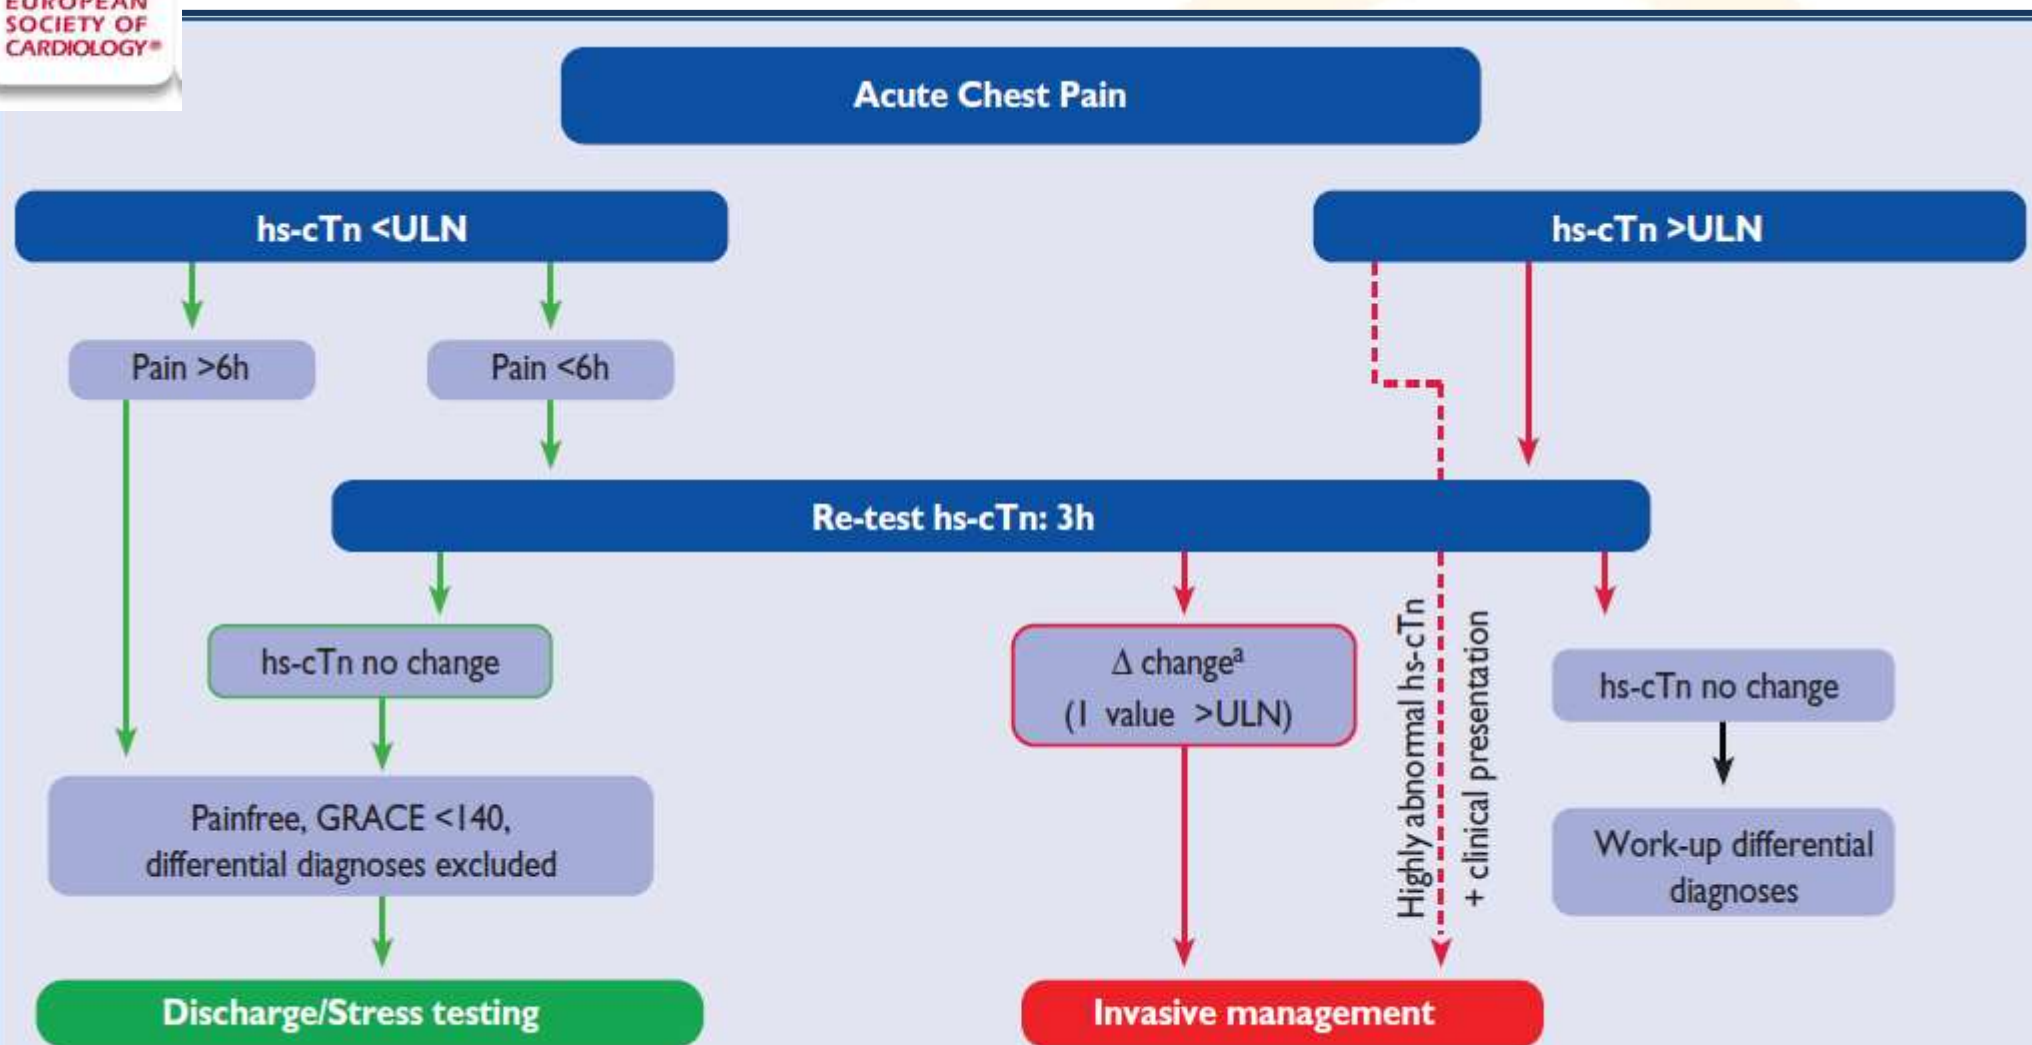 EUROPEAN
SOCIETY OF
CARDIOLOGY®
Acute Chest Pain
hs-cTn <ULN
hs-cTn >ULN
Pain >6h
Pain <6h
Re-test hs-cTn: 3h
hs-cTn no change
Δ changeᵃ
(1 value >ULN)
Highly abnormal hs-cTn
+ clinical presentation
hs-cTn no change
Painfree, GRACE <140,
differential diagnoses excluded
Work-up differential
diagnoses
Discharge/Stress testing
Invasive management